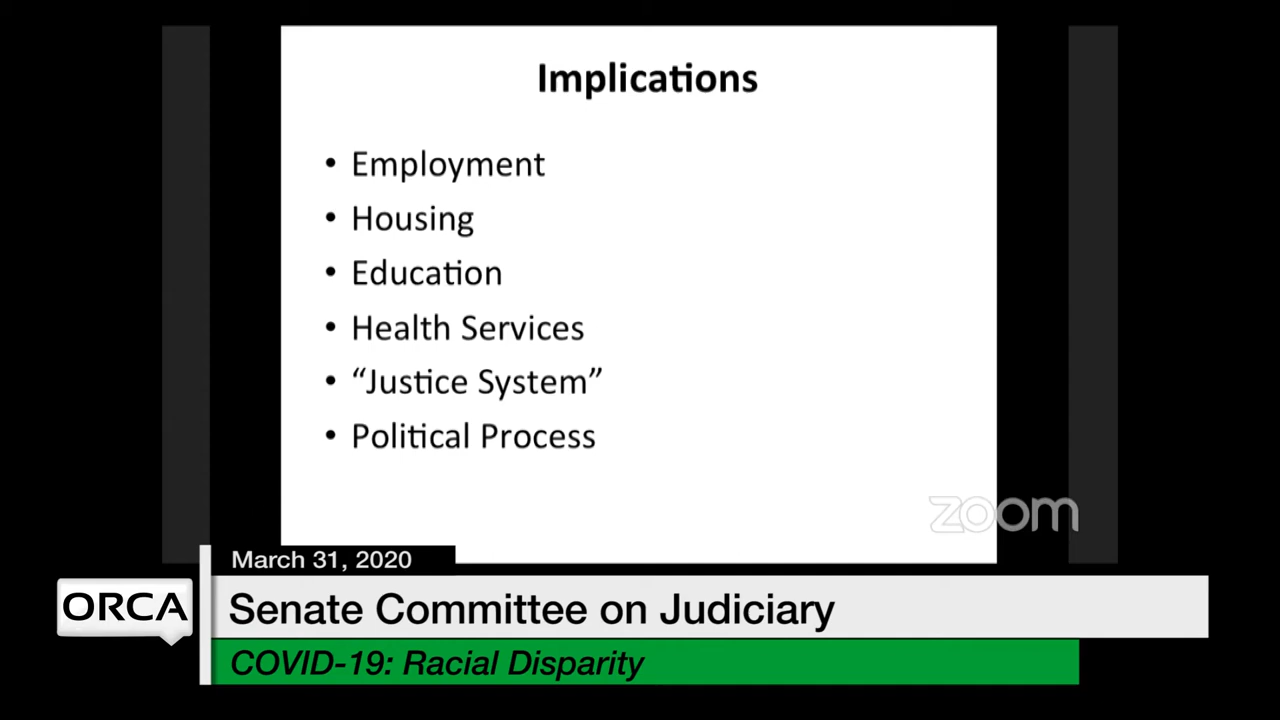 Implications
• Employment
• Housing
• Education
• Health Services
• “Justice System”
• Political Process
zoom
March 31, 2020
ORCA
Senate Committee on Judiciary
COVID-19: Racial Disparity